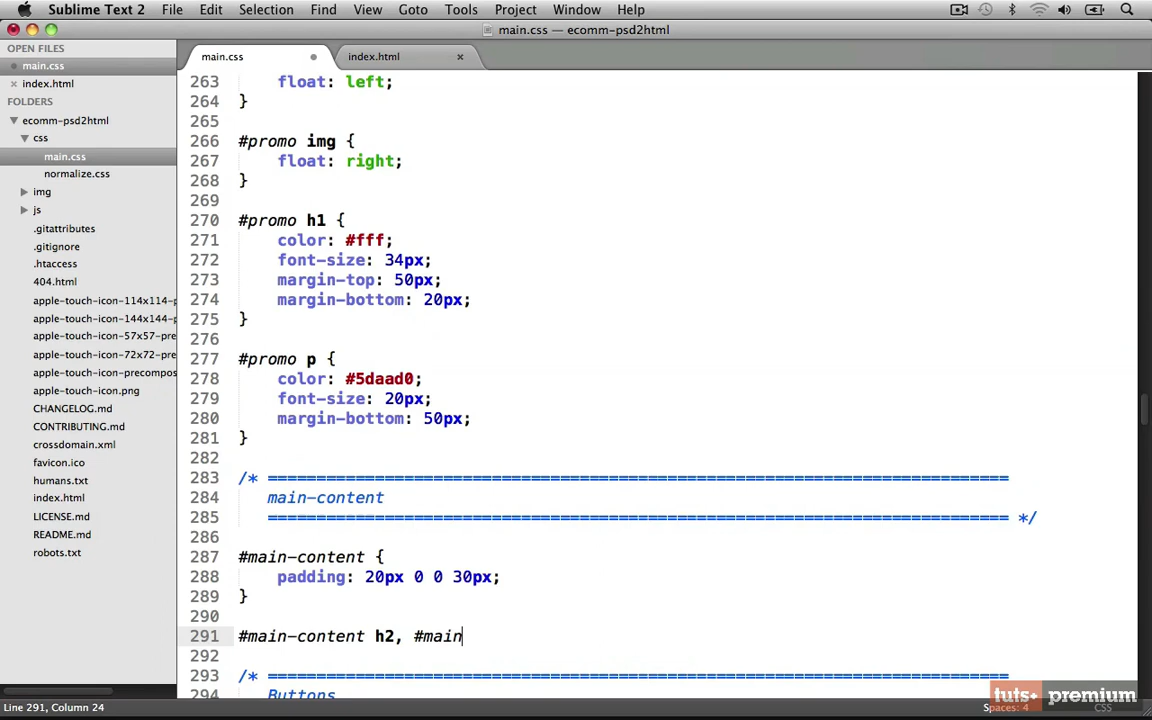 Sublime Text 2 File Edit Selection Find View Goto Tools Project Window Help
main.css — ecomm-psd2html
OPEN FILES
main.css
index.html
FOLDERS
ecomm-psd2html
css
main.css
normalize.css
img
js
.gitattributes
.gitignore
.htaccess
404.html
apple-touch-icon-114x114-p
apple-touch-icon-144x144-p
apple-touch-icon-57x57-pre
apple-touch-icon-72x72-pre
apple-touch-icon-precompos
apple-touch-icon.png
CHANGELOG.md
CONTRIBUTING.md
crossdomain.xml
favicon.ico
humans.txt
index.html
LICENSE.md
README.md
robots.txt
main.css index.html
263 float: left;
264 }
265
266 #promo img {
267 float: right;
268 }
269
270 #promo h1 {
271 color: #fff;
272 font-size: 34px;
273 margin-top: 50px;
274 margin-bottom: 20px;
275 }
276
277 #promo p {
278 color: #5daad0;
279 font-size: 20px;
280 margin-bottom: 50px;
281 }
282
283 /* ============================================================================
284 main-content
285 ============================================================================ */
286
287 #main-content {
288 padding: 20px 0 0 30px;
289 }
290
291 #main-content h2, #main
292
293 /* ============================================================================
294 Buttons
tuts+ premium
Line 291, Column 24 Spaces: 4 CSS